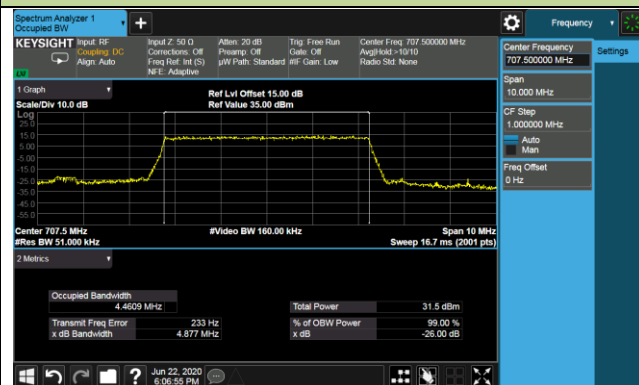 Spectrum Analyzer 1
Occupied BW
+
Frequency
KEYSIGHT
Input: RF
Coupling: DC
Align: Auto
Input Z: 50 Ω
Corrections: Off
Freq Ref: Int (S)
NFE: Adaptive
Atten: 20 dB
Preamp: Off
µW Path: Standard
Trig: Free Run
Gate: Off
#IF Gain: Low
Center Freq: 707.500000 MHz
Avg|Hold:>10/10
Radio Std: None
Center Frequency
707.500000 MHz
Settings
Span
10.000 MHz
CF Step
1.000000 MHz
Auto
Man
Freq Offset
0 Hz
1 Graph
Scale/Div 10.0 dB
Ref Lvl Offset 15.00 dB
Ref Value 35.00 dBm
Log
25.0
15.0
5.00
-5.00
-15.0
-25.0
-35.0
-45.0
-55.0
Center 707.5 MHz
#Res BW 51.000 kHz
#Video BW 160.00 kHz
Span 10 MHz
Sweep 16.7 ms (2001 pts)
2 Metrics
Occupied Bandwidth
4.4609 MHz
Total Power 31.5 dBm
Transmit Freq Error 233 Hz
% of OBW Power 99.00 %
x dB Bandwidth 4.877 MHz
x dB -26.00 dB
?
Jun 22, 2020
6:06:55 PM